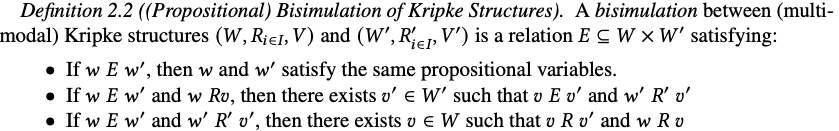 Definition 2.2 ((Propositional) Bisimulation of Kripke Structures). A bisimulation between (multi-
modal) Kripke structures (W, R_{i∈I}, V) and (W′, R′_{i∈I}, V′) is a relation E ⊆ W × W′ satisfying:
• If w E w′, then w and w′ satisfy the same propositional variables.
• If w E w′ and w Rv, then there exists v′ ∈ W′ such that v E v′ and w′ R′ v′
• If w E w′ and w′ R′ v′, then there exists v ∈ W such that v R v′ and w R v